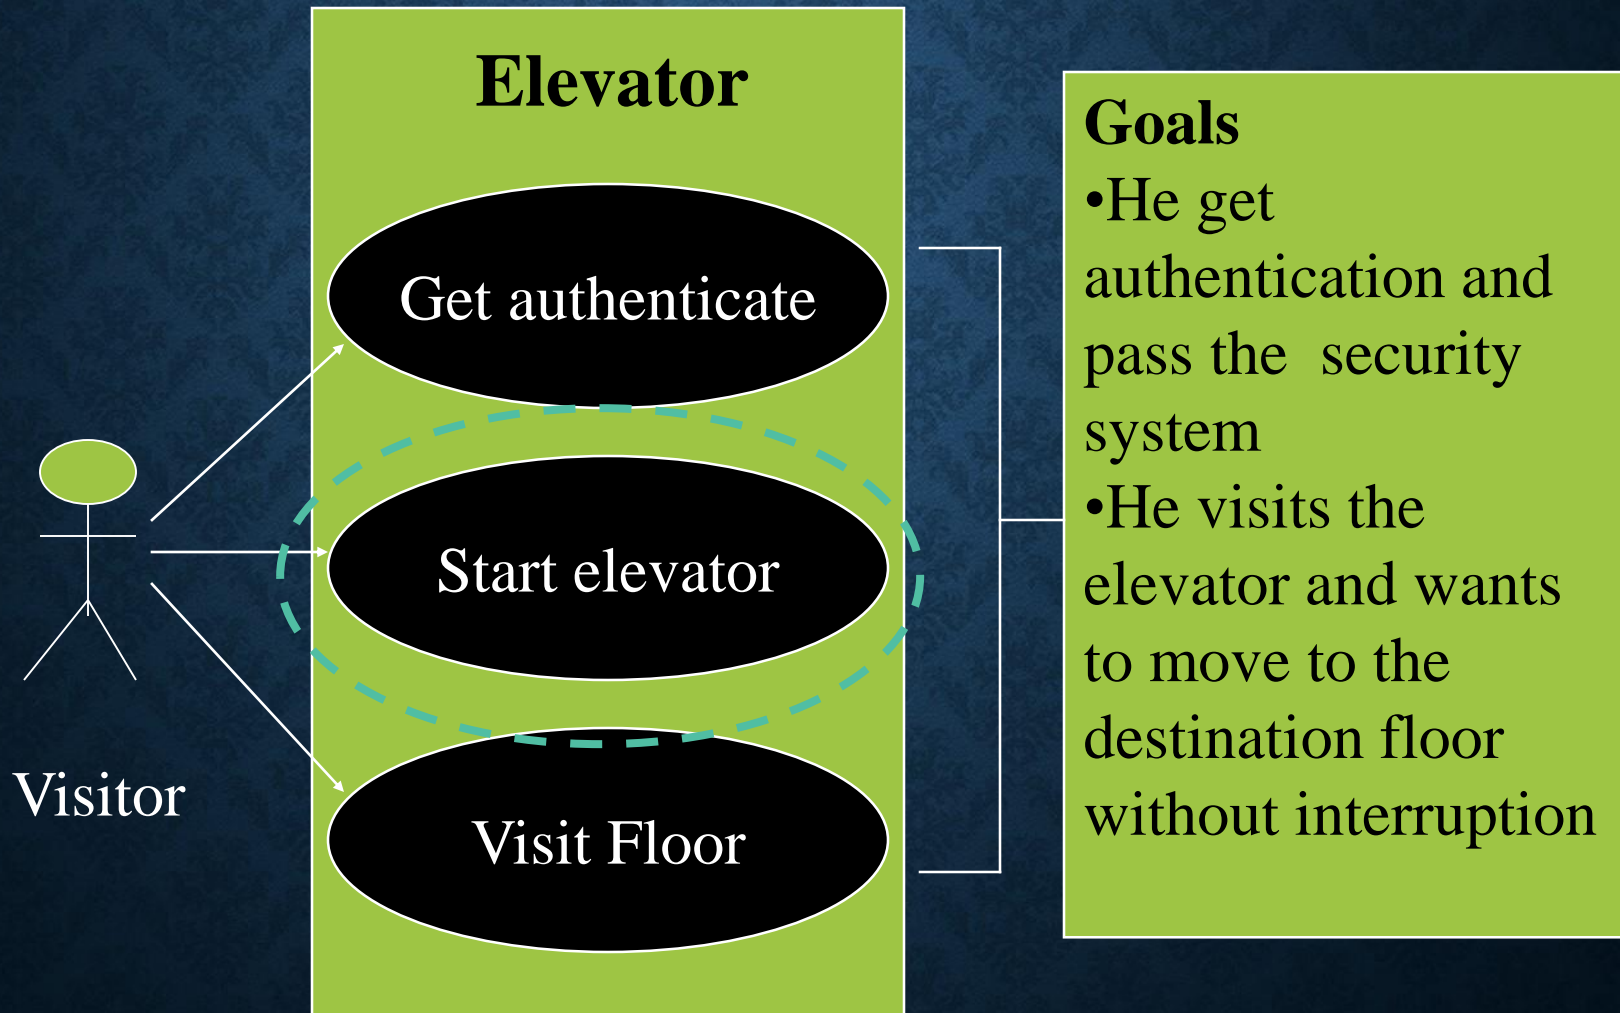 Elevator
Get authenticate
Start elevator
Visit Floor
Visitor
Goals
•He get
authentication and
pass the  security
system
•He visits the
elevator and wants
to move to the
destination floor
without interruption